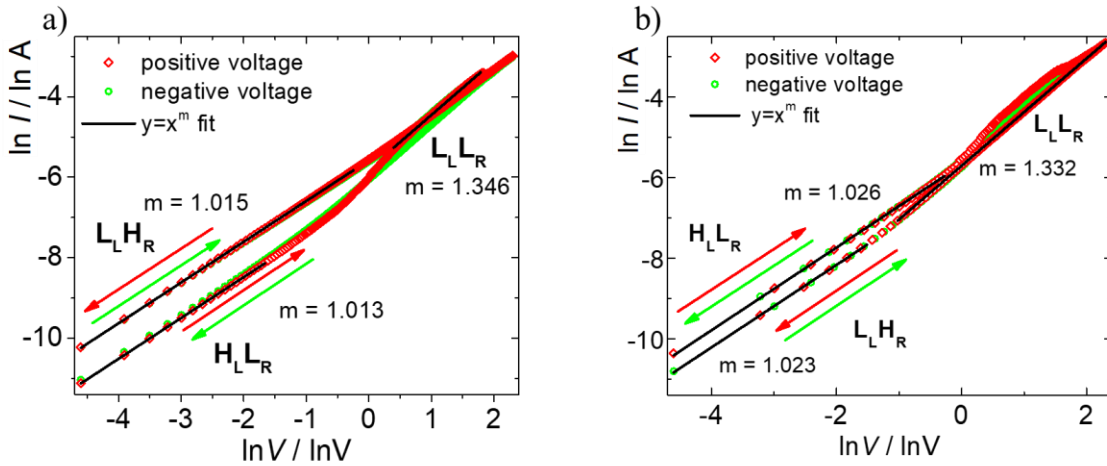 a)
ln I / ln A
-4
-6
-8
-10
positive voltage
negative voltage
y=x^m fit
L_L L_R
m = 1.346
m = 1.015
L_L H_R
m = 1.013
H_L L_R
-4 -3 -2 -1 0 1 2
lnV / lnV
b)
ln I / ln A
-4
-6
-8
-10
positive voltage
negative voltage
y=x^m fit
L_L L_R
m = 1.332
m = 1.026
H_L L_R
L_L H_R
m = 1.023
-4 -2 0 2
lnV / lnV